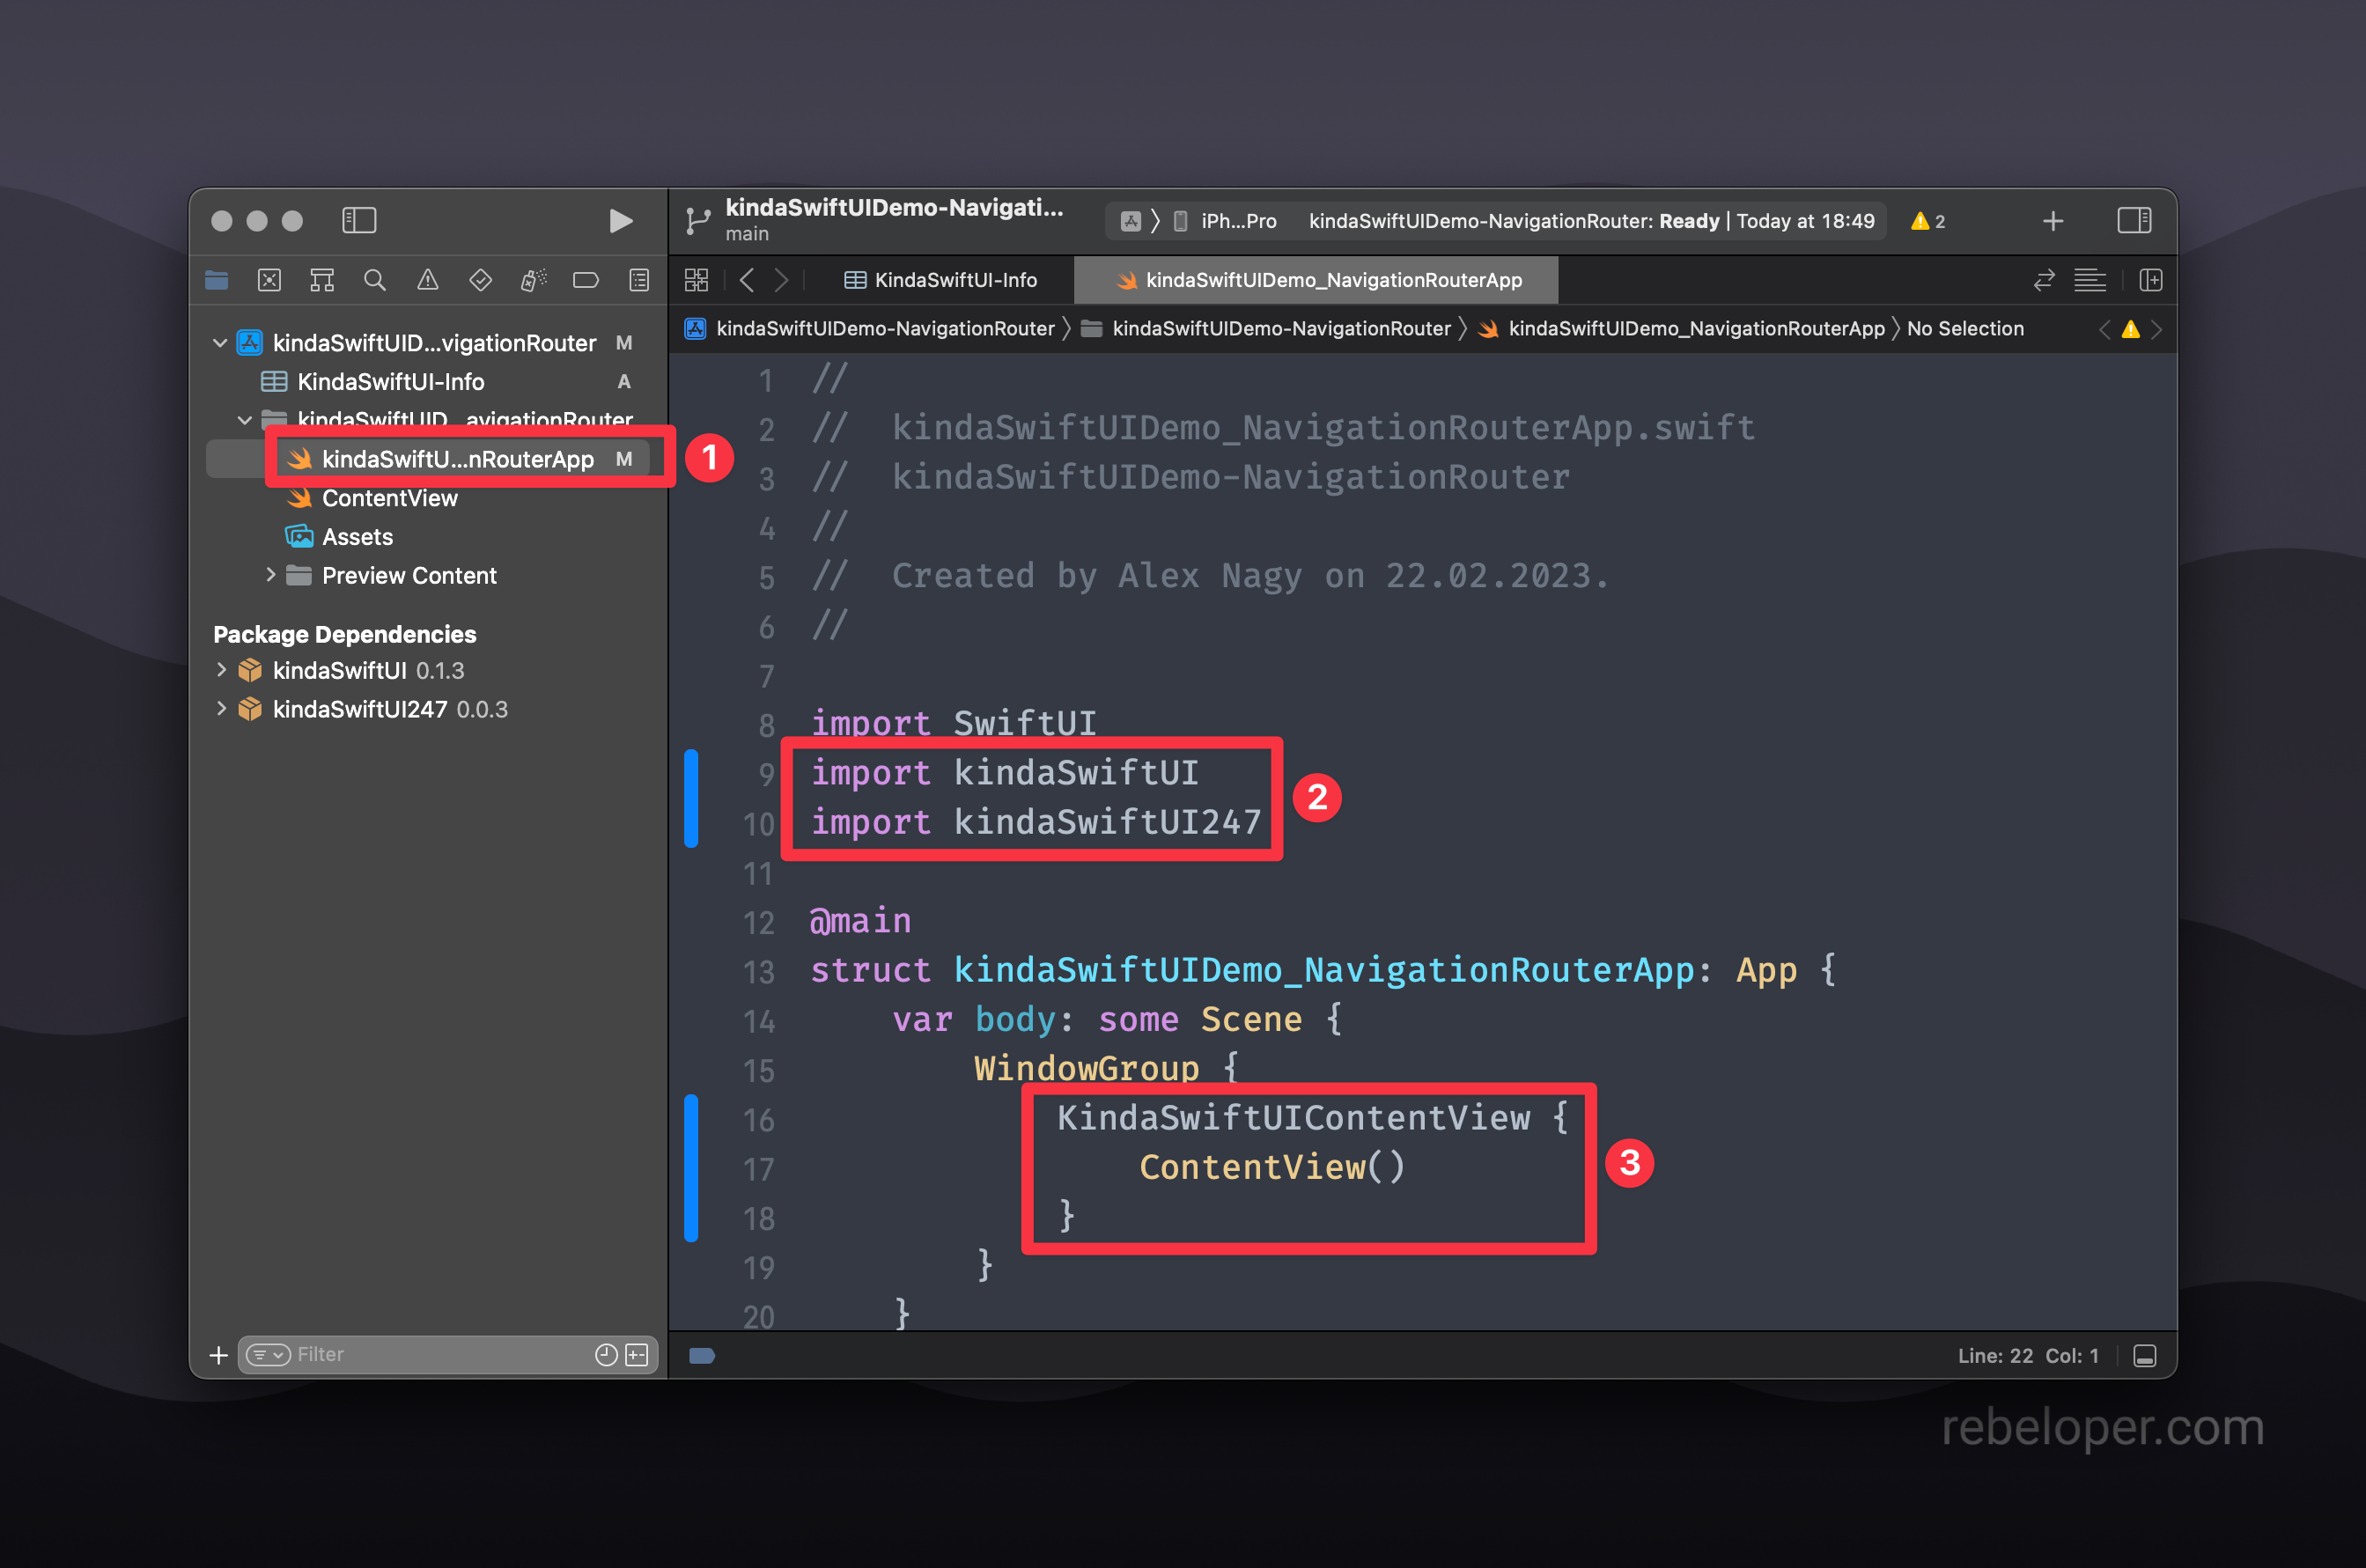 kindaSwiftUIDemo-Navigati...
main
iPh...Pro
kindaSwiftUIDemo-NavigationRouter: Ready | Today at 18:49
2
KindaSwiftUI-Info
kindaSwiftUIDemo_NavigationRouterApp
kindaSwiftUIDemo-NavigationRouter
kindaSwiftUIDemo-NavigationRouter
kindaSwiftUIDemo_NavigationRouterApp
No Selection
kindaSwiftUID...vigationRouter M
KindaSwiftUI-Info A
kindaSwiftUID...avigationRouter
kindaSwiftU...nRouterApp M
1
ContentView
Assets
Preview Content
Package Dependencies
kindaSwiftUI 0.1.3
kindaSwiftUI247 0.0.3
Filter
1 //
2 //  kindaSwiftUIDemo_NavigationRouterApp.swift
3 //  kindaSwiftUIDemo-NavigationRouter
4 //
5 //  Created by Alex Nagy on 22.02.2023.
6 //
7
8 import SwiftUI
9 import kindaSwiftUI
10 import kindaSwiftUI247
2
11
12 @main
13 struct kindaSwiftUIDemo_NavigationRouterApp: App {
14     var body: some Scene {
15         WindowGroup {
16             KindaSwiftUIContentView {
17                 ContentView()
3
18             }
19         }
20     }
Line: 22 Col: 1
rebeloper.com